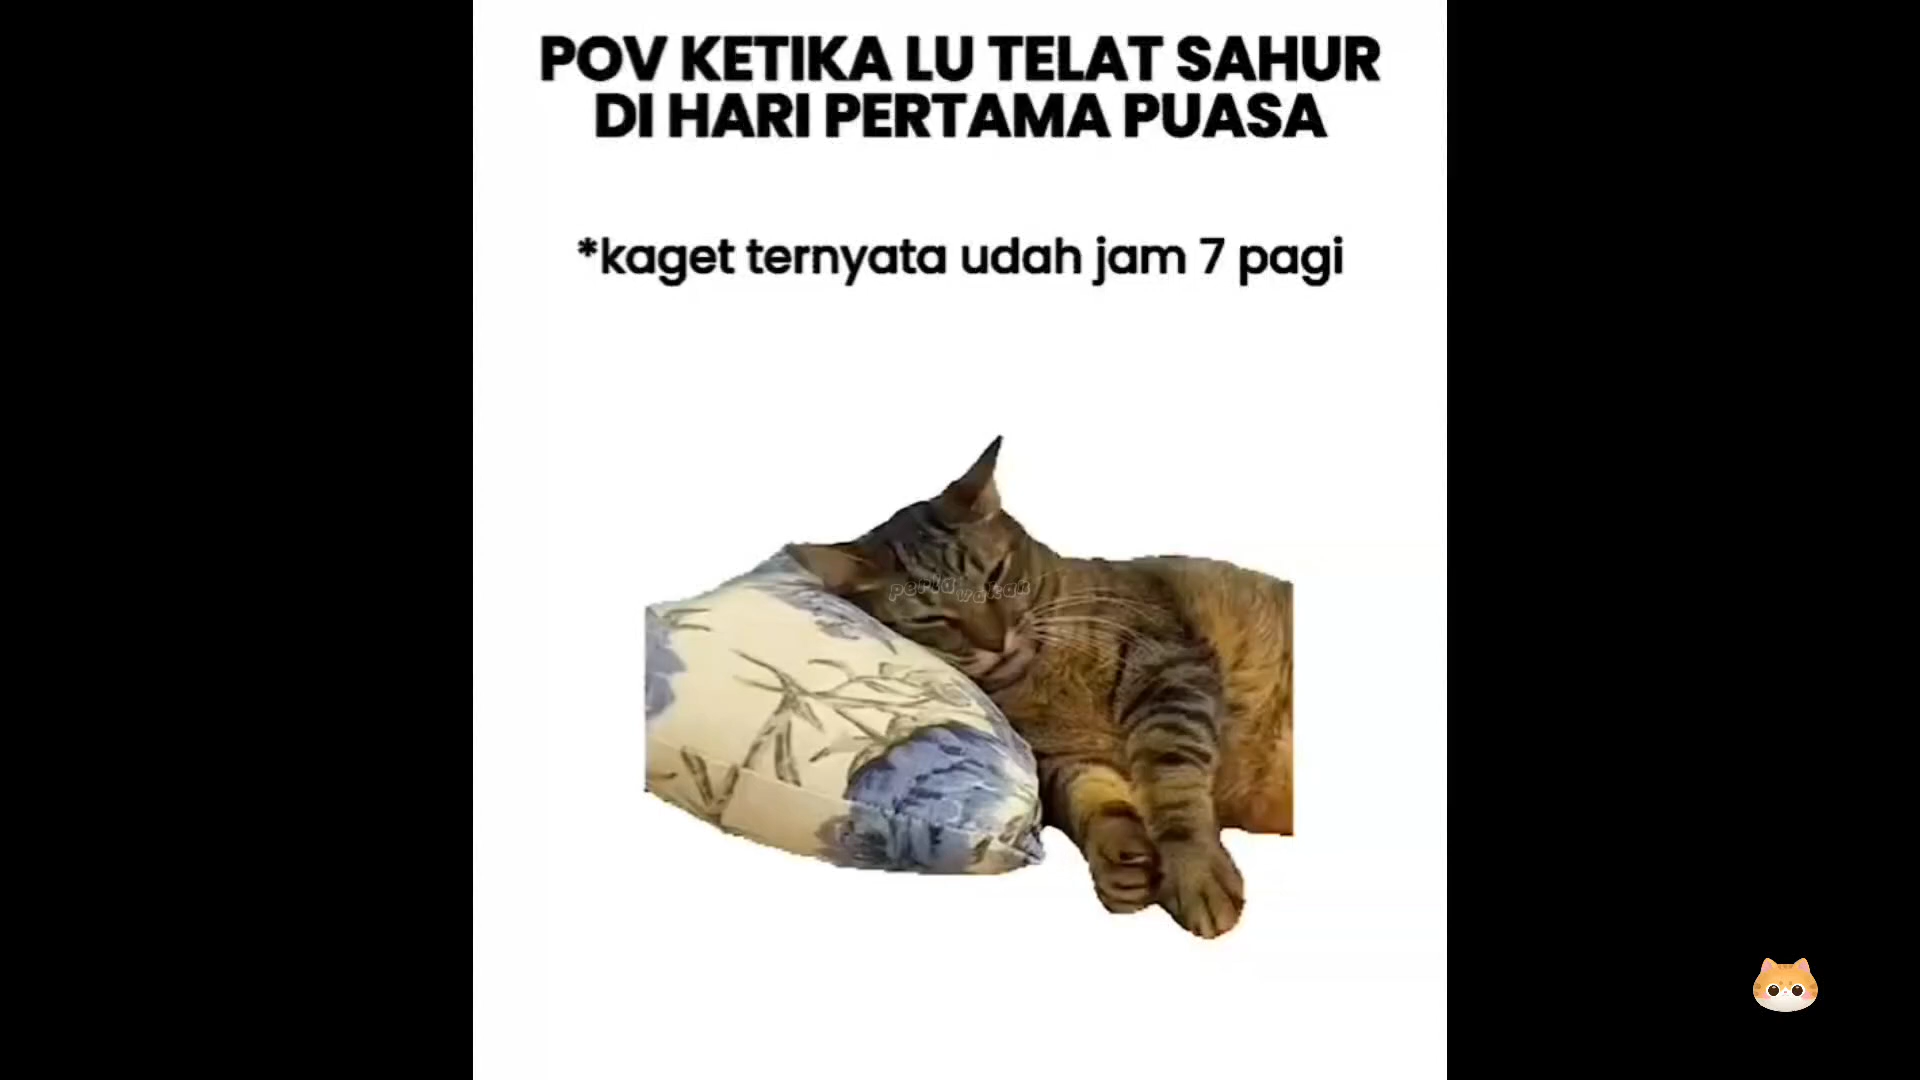 POV KETIKA LU TELAT SAHUR
DI HARI PERTAMA PUASA
*kaget ternyata udah jam 7 pagi